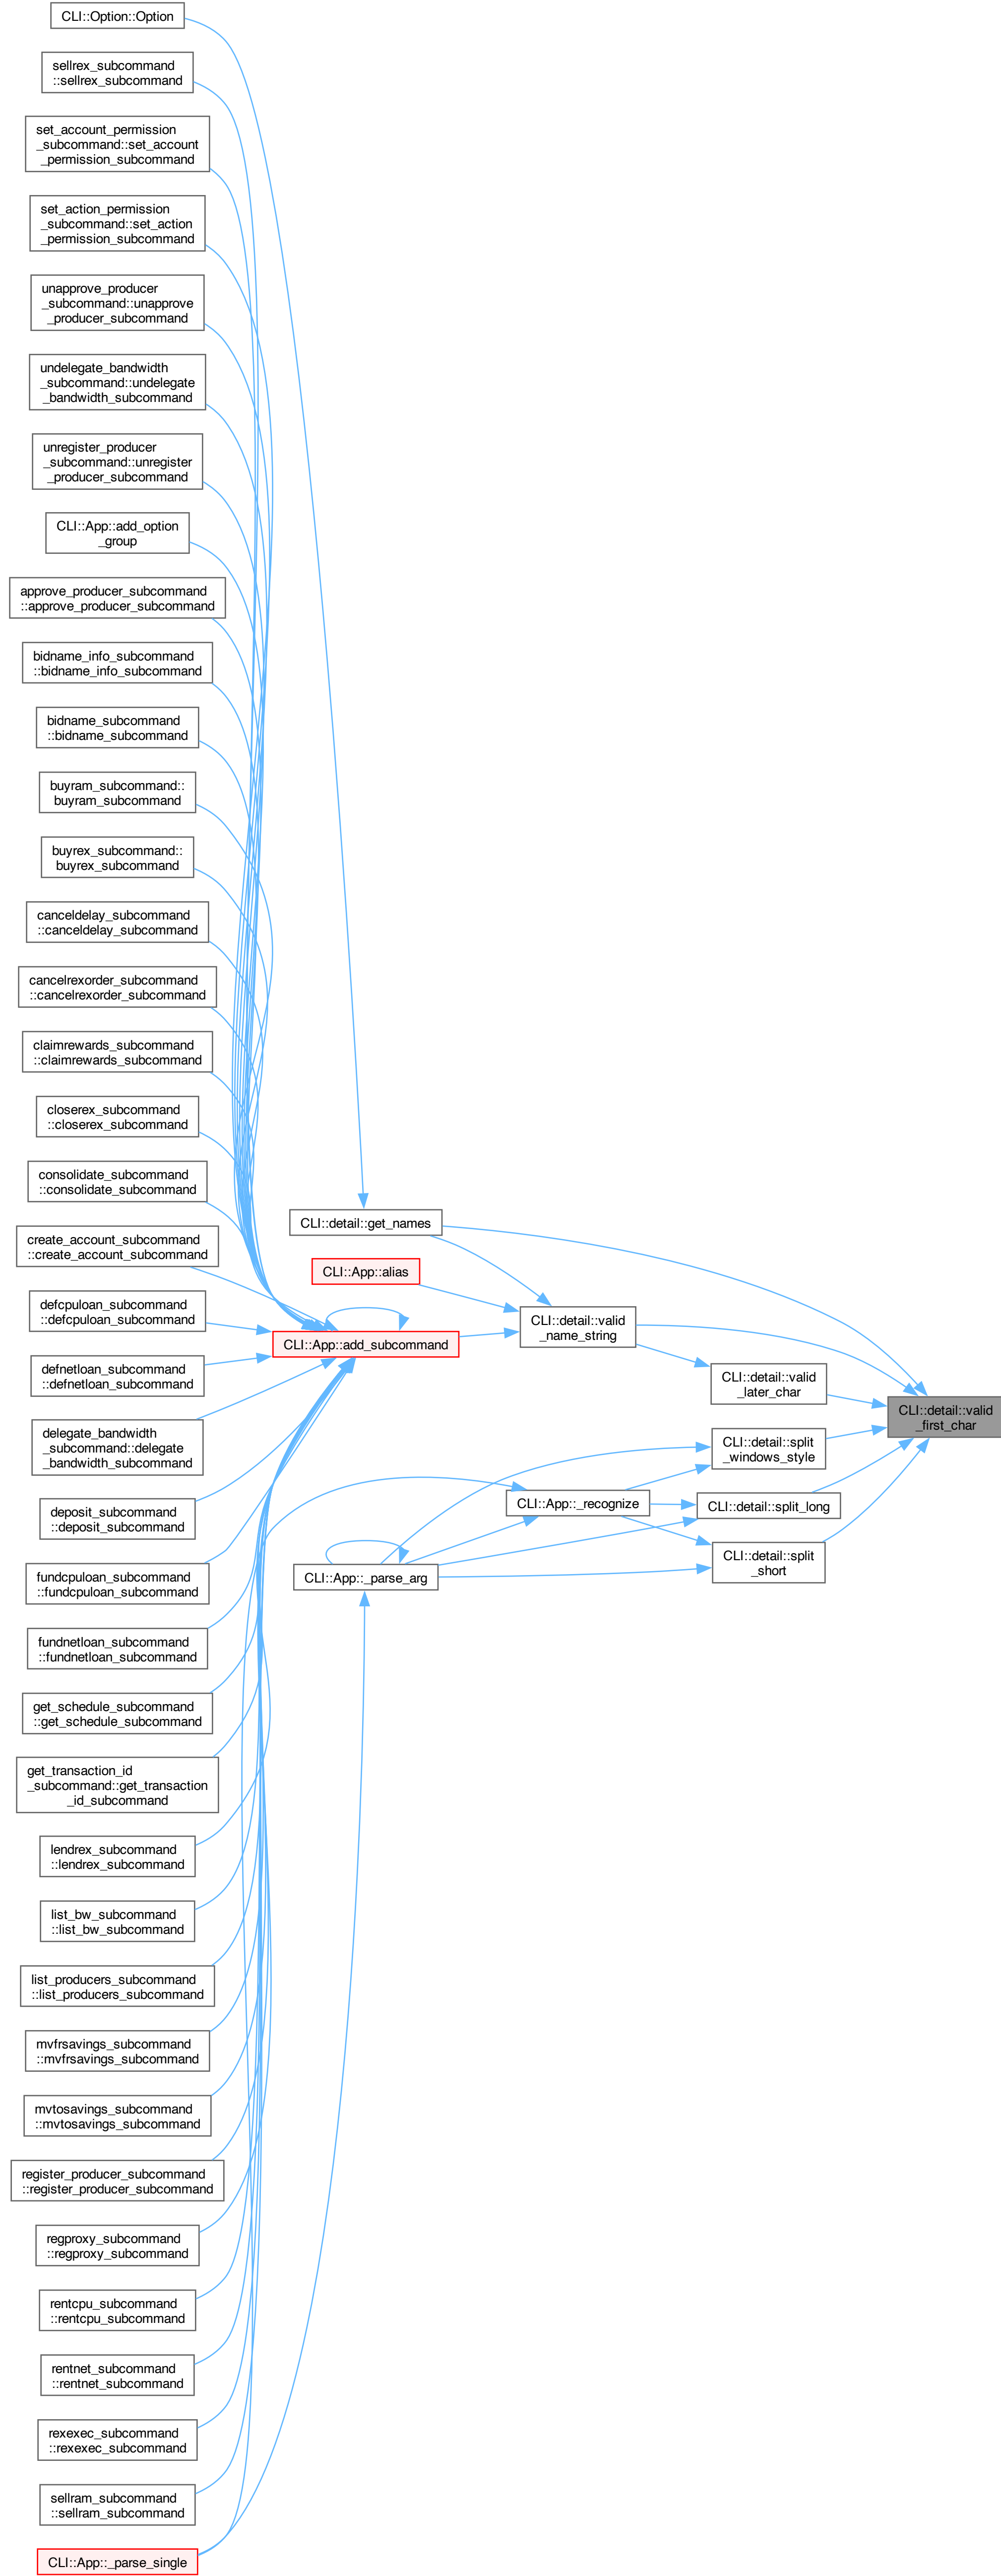 CLI::Option::Option
sellrex_subcommand
::sellrex_subcommand
set_account_permission
_subcommand::set_account
_permission_subcommand
set_action_permission
_subcommand::set_action
_permission_subcommand
unapprove_producer
_subcommand::unapprove
_producer_subcommand
undelegate_bandwidth
_subcommand::undelegate
_bandwidth_subcommand
unregister_producer
_subcommand::unregister
_producer_subcommand
CLI::App::add_option
_group
approve_producer_subcommand
::approve_producer_subcommand
bidname_info_subcommand
::bidname_info_subcommand
bidname_subcommand
::bidname_subcommand
buyram_subcommand::
buyram_subcommand
buyrex_subcommand::
buyrex_subcommand
canceldelay_subcommand
::canceldelay_subcommand
cancelrexorder_subcommand
::cancelrexorder_subcommand
claimrewards_subcommand
::claimrewards_subcommand
closerex_subcommand
::closerex_subcommand
consolidate_subcommand
::consolidate_subcommand
create_account_subcommand
::create_account_subcommand
defcpuloan_subcommand
::defcpuloan_subcommand
defnetloan_subcommand
::defnetloan_subcommand
delegate_bandwidth
_subcommand::delegate
_bandwidth_subcommand
deposit_subcommand
::deposit_subcommand
fundcpuloan_subcommand
::fundcpuloan_subcommand
fundnetloan_subcommand
::fundnetloan_subcommand
get_schedule_subcommand
::get_schedule_subcommand
get_transaction_id
_subcommand::get_transaction
_id_subcommand
lendrex_subcommand
::lendrex_subcommand
list_bw_subcommand
::list_bw_subcommand
list_producers_subcommand
::list_producers_subcommand
mvfrsavings_subcommand
::mvfrsavings_subcommand
mvtosavings_subcommand
::mvtosavings_subcommand
register_producer_subcommand
::register_producer_subcommand
regproxy_subcommand
::regproxy_subcommand
rentcpu_subcommand
::rentcpu_subcommand
rentnet_subcommand
::rentnet_subcommand
rexexec_subcommand
::rexexec_subcommand
sellram_subcommand
::sellram_subcommand
CLI::App::_parse_single
CLI::detail::get_names
CLI::App::alias
CLI::App::add_subcommand
CLI::App::_parse_arg
CLI::detail::valid
_name_string
CLI::App::_recognize
CLI::detail::valid
_later_char
CLI::detail::split
_windows_style
CLI::detail::split_long
CLI::detail::split
_short
CLI::detail::valid
_first_char